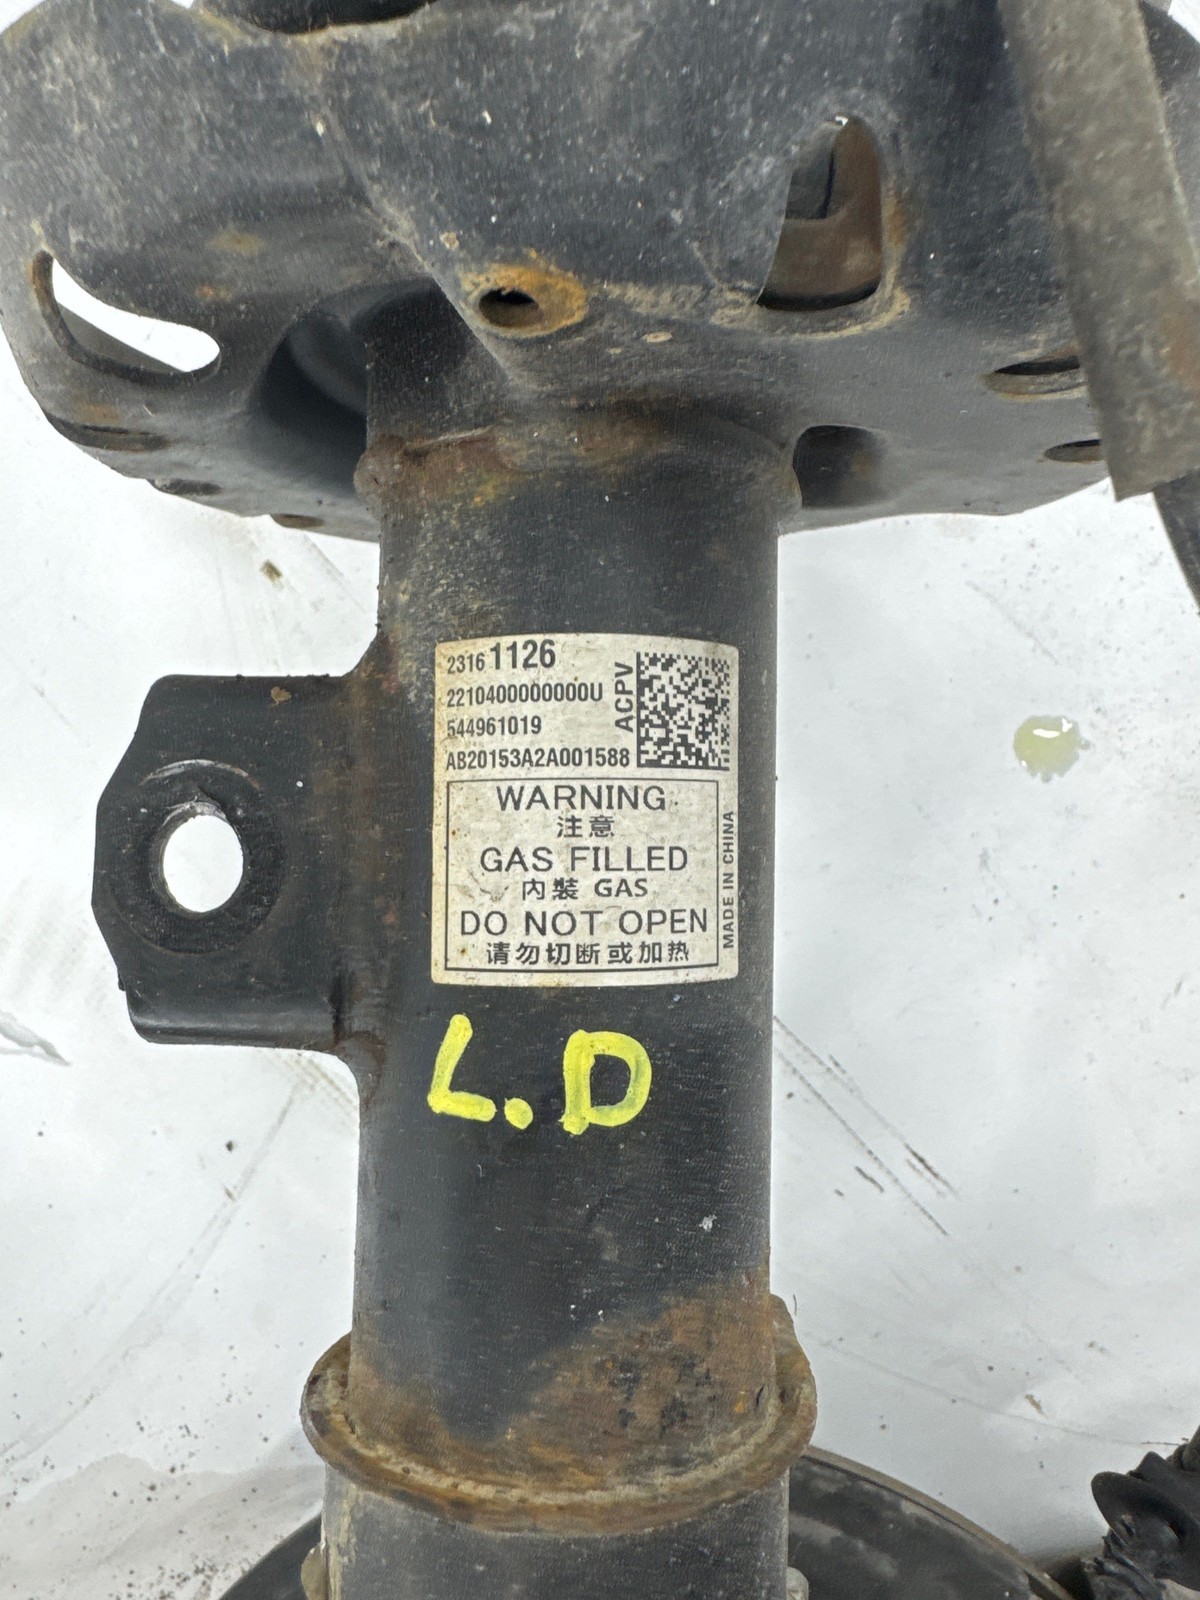 2316 1126
2210400000000U
544961019
AB20153A2A001588
ACPV
WARNING
注意
GAS FILLED
内裝 GAS
DO NOT OPEN
请勿切断或加热
MADE IN CHINA
L.D